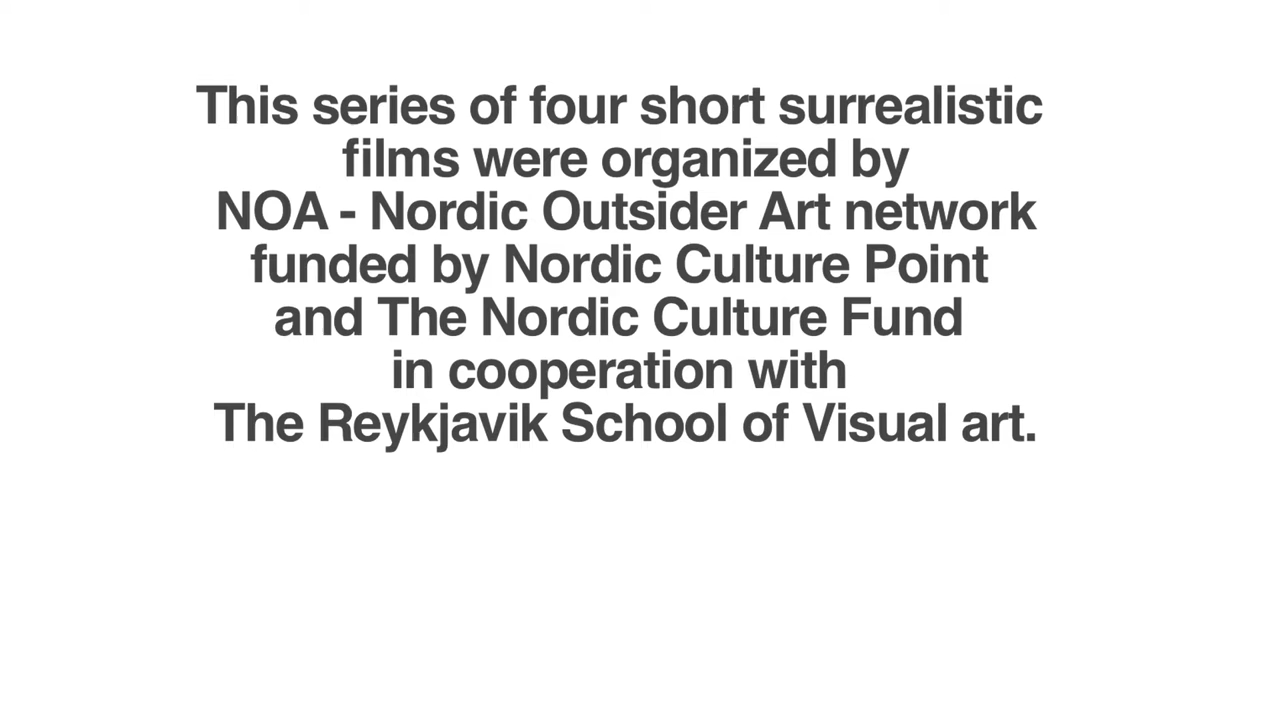 This series of four short surrealistic
films were organized by
NOA - Nordic Outsider Art network
funded by Nordic Culture Point
and The Nordic Culture Fund
in cooperation with
The Reykjavik School of Visual art.